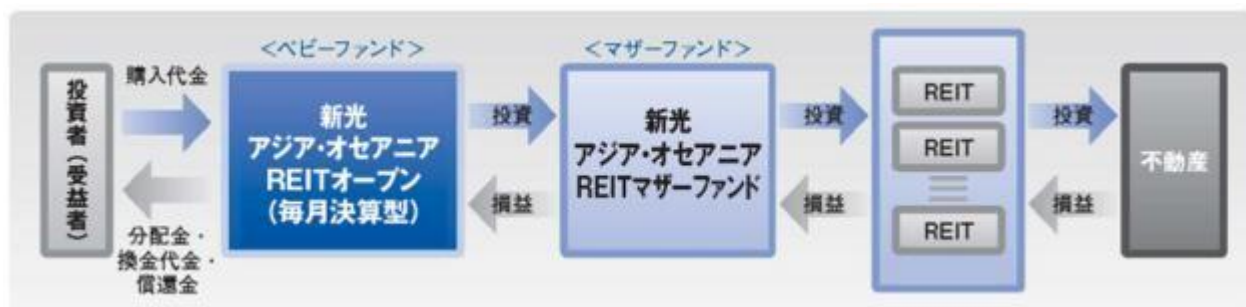 投資者（受益者）
購入代金
分配金・
換金代金・
償還金
＜ベビーファンド＞
新光
アジア・オセアニア
REITオープン
（毎月決算型）
投資
損益
＜マザーファンド＞
新光
アジア・オセアニア
REITマザーファンド
投資
損益
REIT
REIT
REIT
投資
損益
不動産